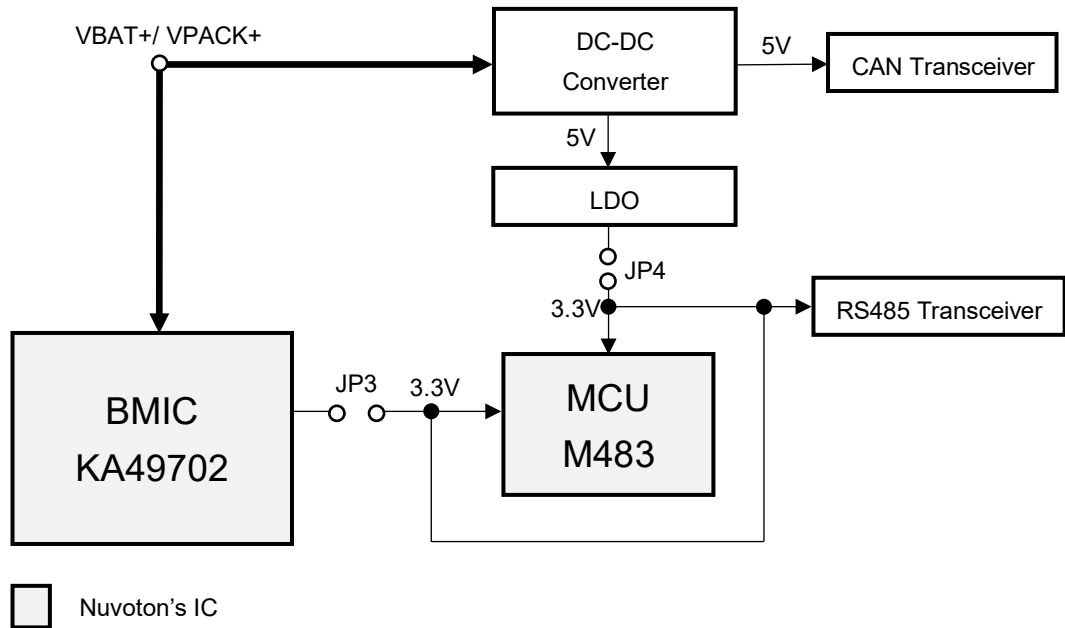 VBAT+/ VPACK+
DC-DC
Converter
5V
CAN Transceiver
5V
LDO
JP4
3.3V
RS485 Transceiver
BMIC
KA49702
JP3
3.3V
MCU
M483
Nuvoton's IC